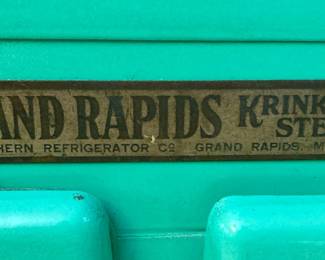 AND RAPIDS KRINK
STE
HERN REFRIGERATOR CO GRAND RAPIDS. M